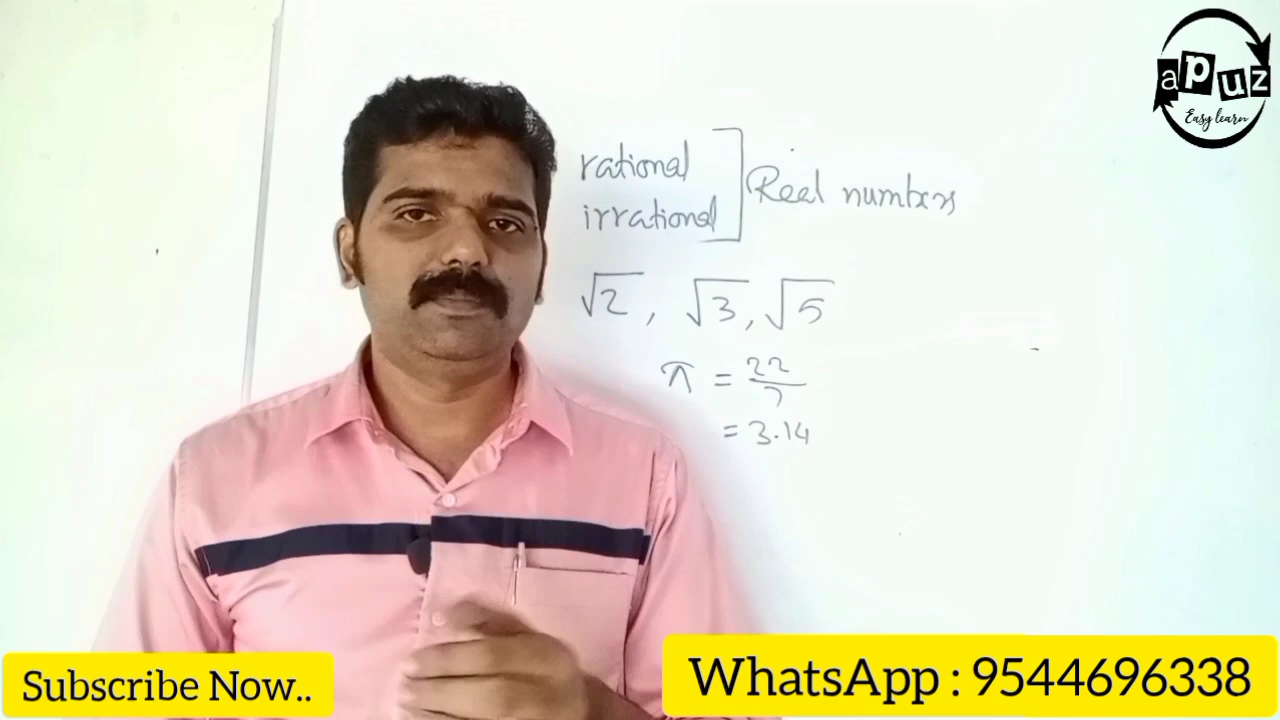 apuz
Easy learn
rational
irrational
Real numbers
√2, √3, √5
π = 22/7
= 3.14
Subscribe Now..
WhatsApp : 9544696338